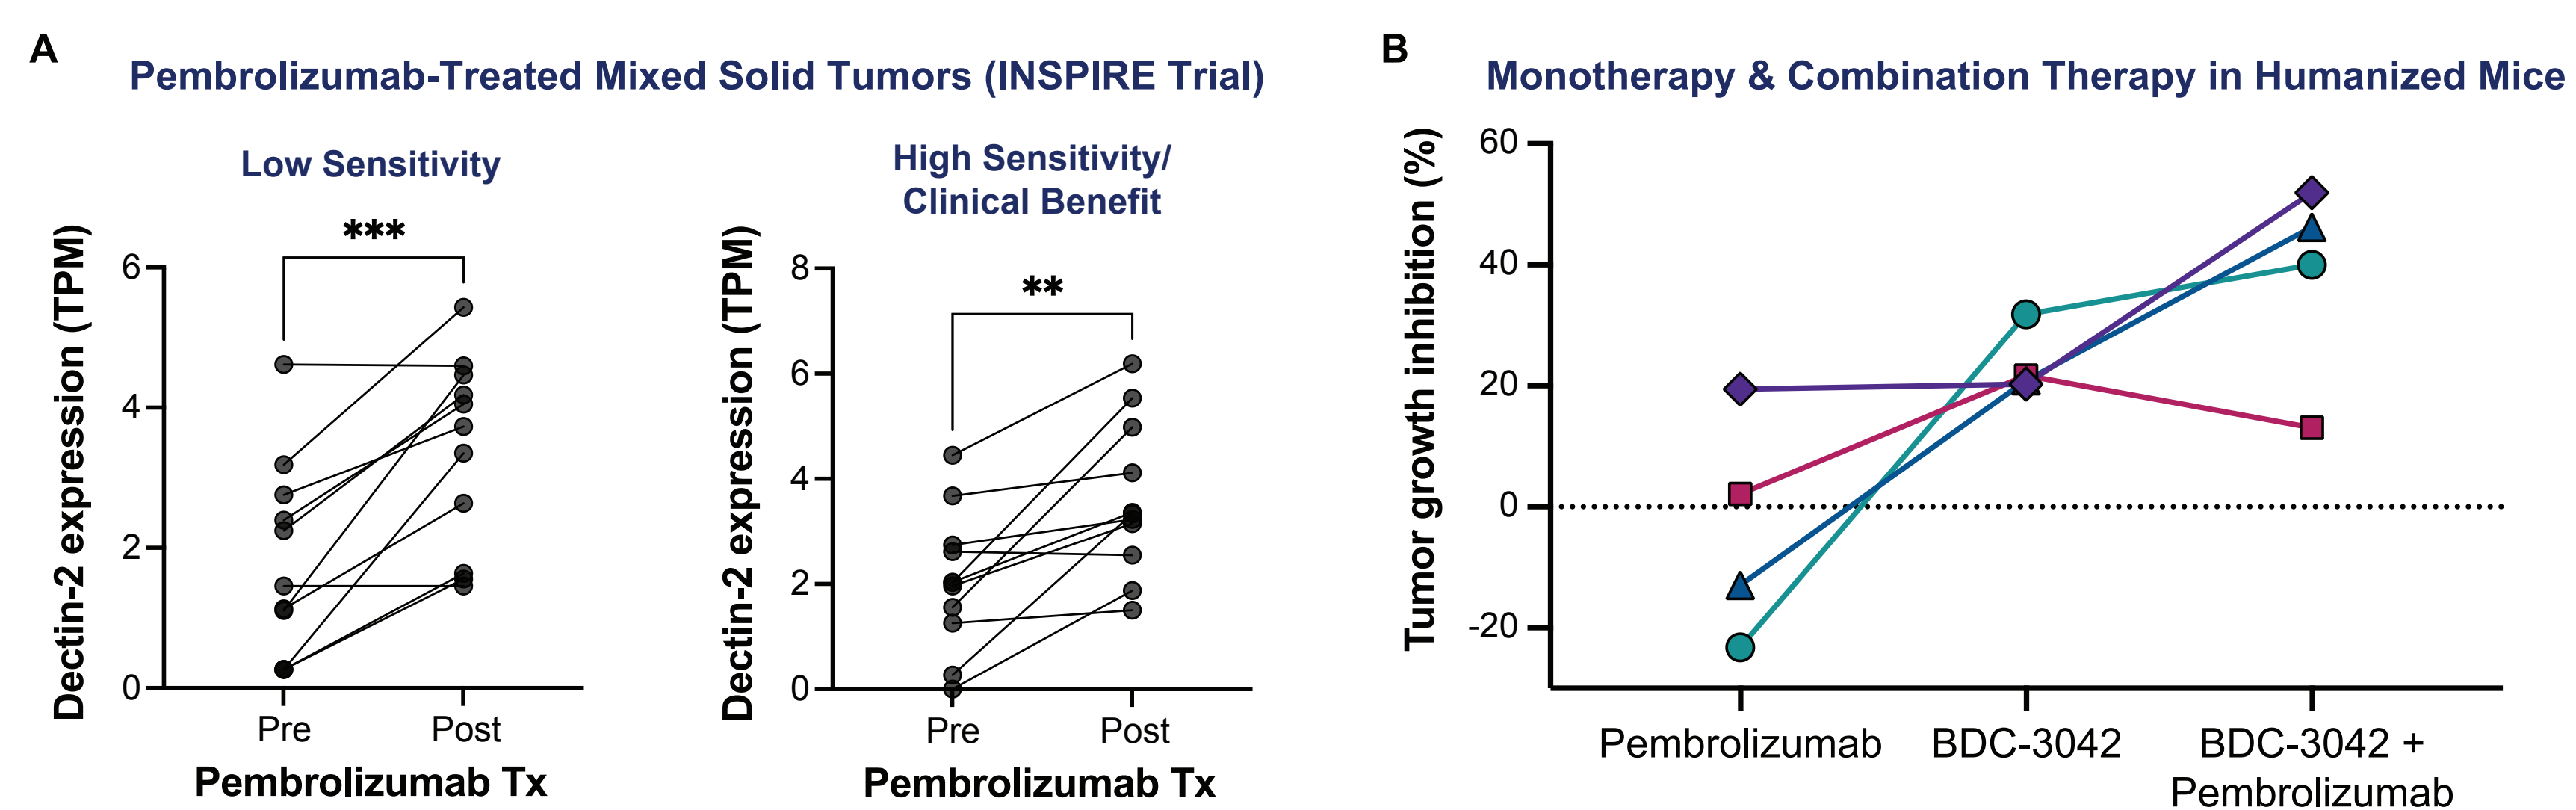 A
Pembrolizumab-Treated Mixed Solid Tumors (INSPIRE Trial)
Low Sensitivity
***
Dectin-2 expression (TPM)
6
4
2
0
Pre
Post
Pembrolizumab Tx
High Sensitivity/
Clinical Benefit
**
Dectin-2 expression (TPM)
8
6
4
2
0
Pre
Post
Pembrolizumab Tx
B
Monotherapy & Combination Therapy in Humanized Mice
Tumor growth inhibition (%)
60
40
20
0
-20
Pembrolizumab
BDC-3042
BDC-3042 +
Pembrolizumab